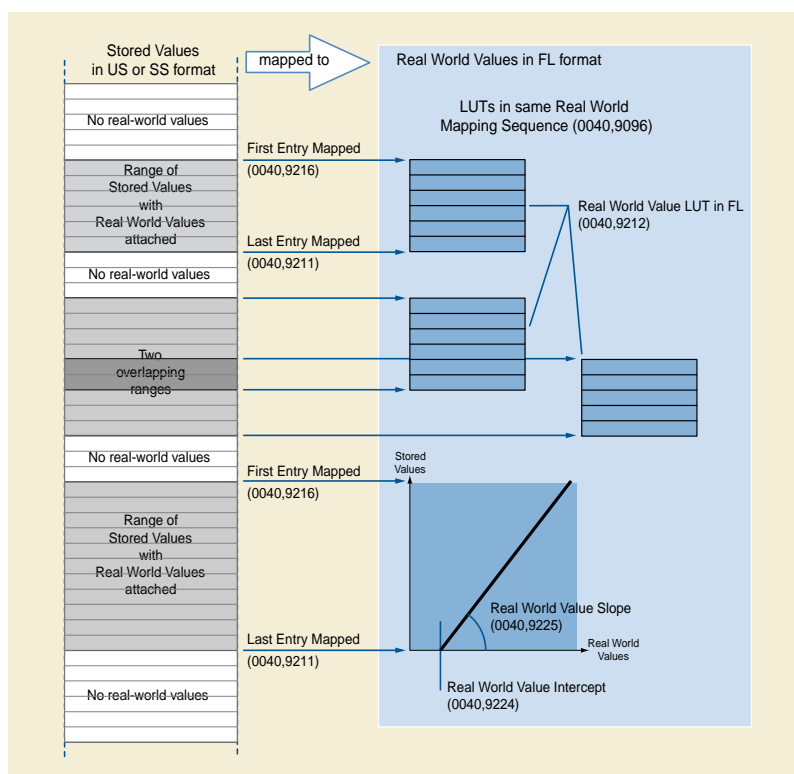 Stored Values
in US or SS format
mapped to
Real World Values in FL format
LUTs in same Real World
Mapping Sequence (0040,9096)
No real-world values
First Entry Mapped
(0040,9216)
Range of
Stored Values
with
Real World Values
attached
Real World Value LUT in FL
(0040,9212)
Last Entry Mapped
(0040,9211)
No real-world values
Two
overlapping
ranges
No real-world values
Stored
Values
First Entry Mapped
(0040,9216)
Range of
Stored Values
with
Real World Values
attached
Real World Value Slope
(0040,9225)
Last Entry Mapped
(0040,9211)
Real World
Values
No real-world values
Real World Value Intercept
(0040,9224)